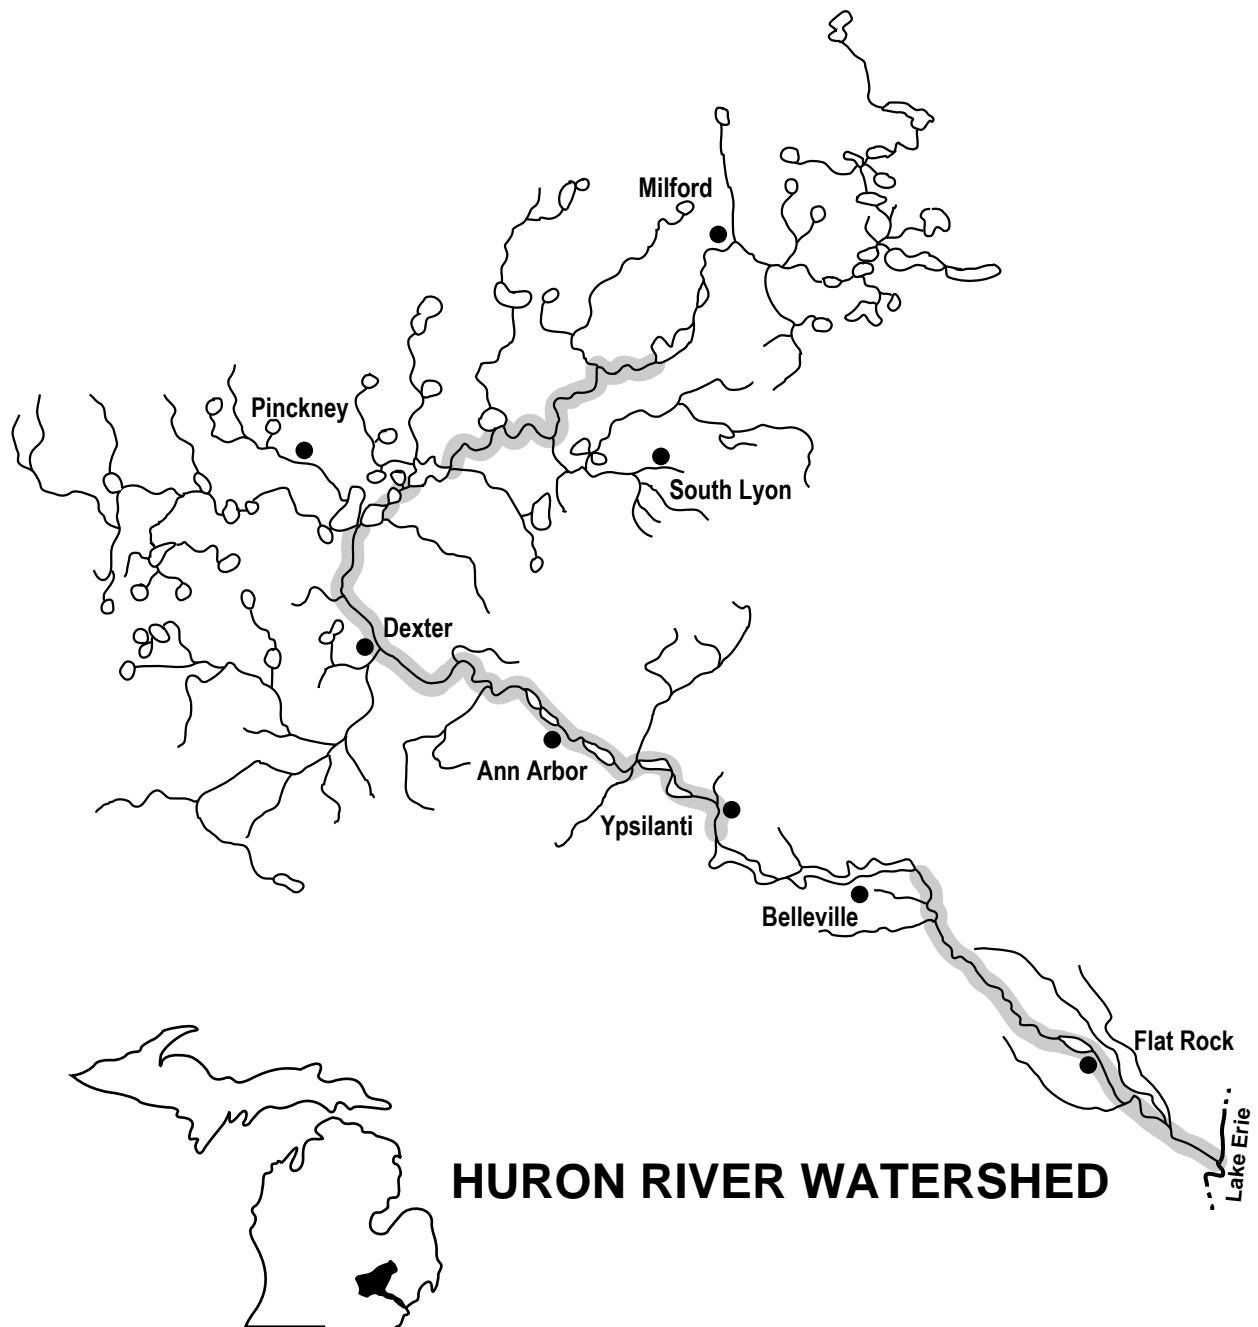 Milford
Pinckney
South Lyon
Dexter
Ann Arbor
Ypsilanti
Belleville
Flat Rock
Lake Erie
HURON RIVER WATERSHED